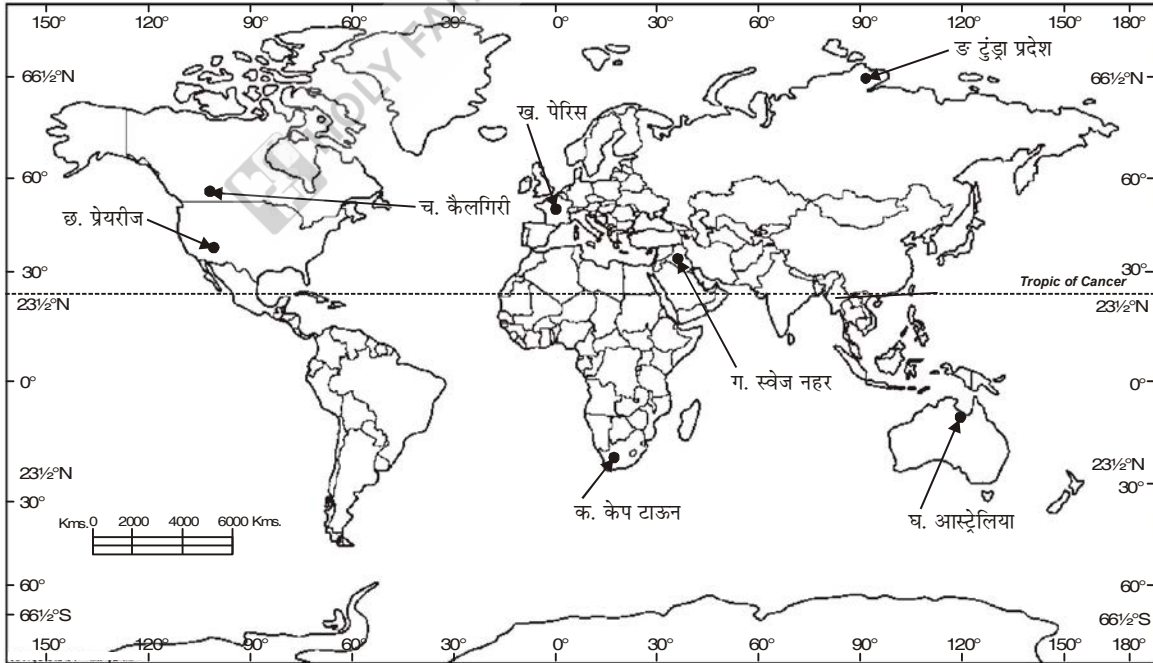 150° 120° 90° 60° 30° 0° 30° 60° 90° 120° 150° 180°
HOLY FA
ङ टुंड्रा प्रदेश
66½°N 66½°N
ख. पेरिस
60° 60°
च. कैलगिरी
छ. प्रेयरीज
30° 30°
Tropic of Cancer
23½°N 23½°N
ग. स्वेज नहर
0° 0°
23½°N 23½°N
30° 30°
क. केप टाऊन
घ. आस्ट्रेलिया
Kms. 0 2000 4000 6000 Kms.
60° 60°
66½°S 66½°S
150° 120° 90° 60° 30° 0° 30° 60° 90° 120° 150° 180°